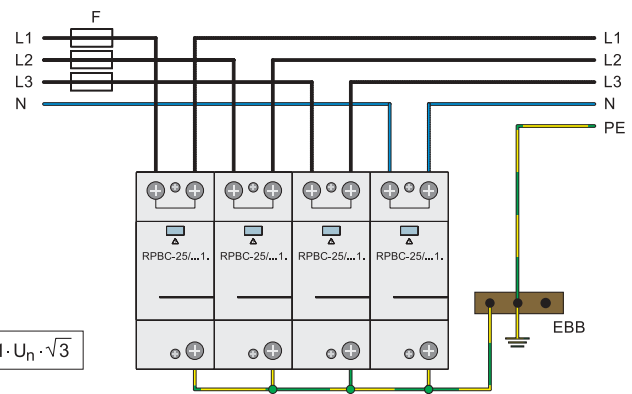 F
L1 L1
L2 L2
L3 L3
N N
PE
RPBC-25/...1. RPBC-25/...1. RPBC-25/...1. RPBC-25/...1.
EBB
l·Un·√3